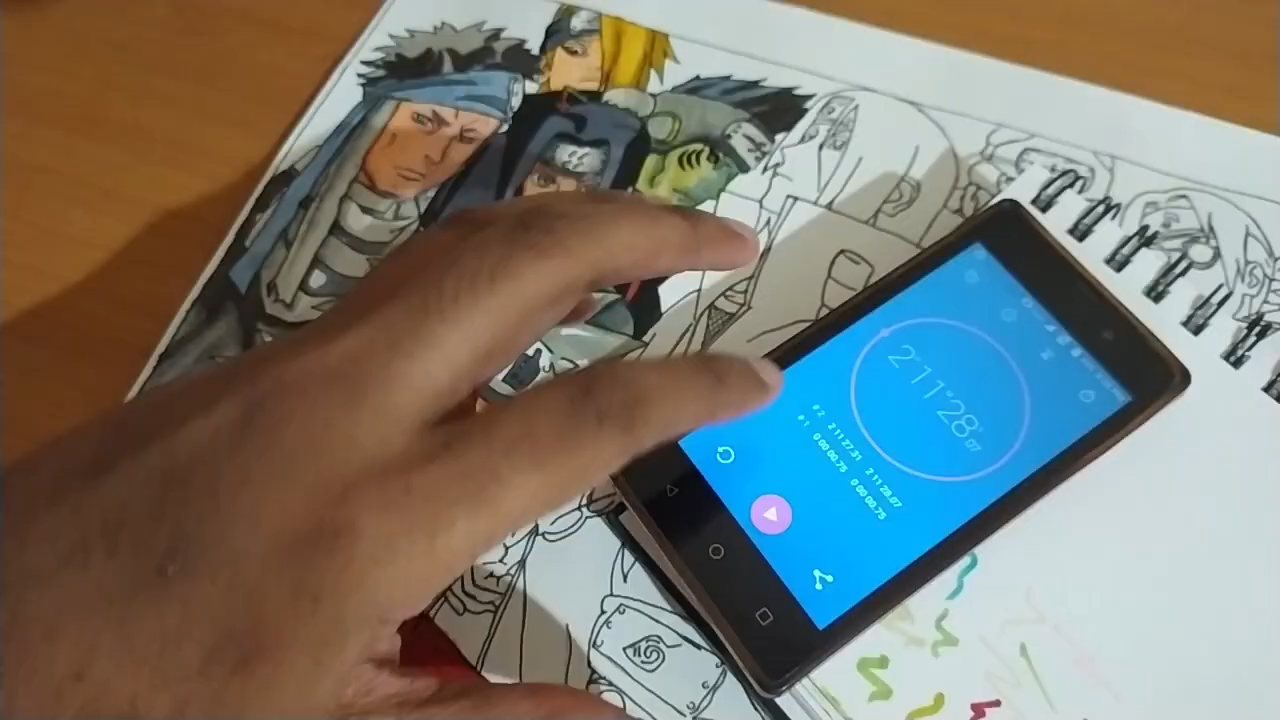 2°11'28" 07
# 2 2 11 27.31 2 11 28.07
# 1 0 00 00.75 0 00 00.75